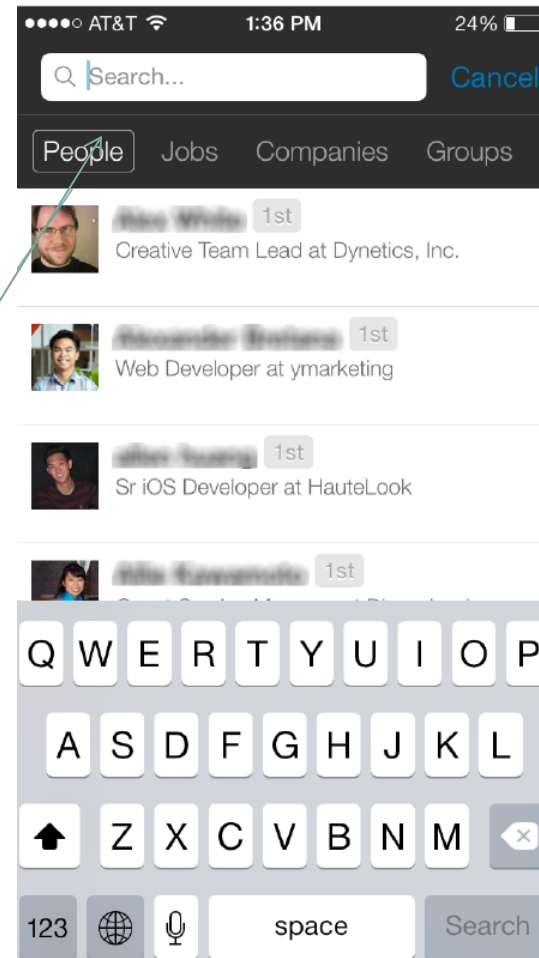 AT&T 1:36 PM 24%
Search... Cancel
People Jobs Companies Groups
1st
Creative Team Lead at Dynetics, Inc.
1st
Web Developer at ymarketing
1st
Sr iOS Developer at HauteLook
1st
Q W E R T Y U I O P
A S D F G H J K L
Z X C V B N M
123 space Search